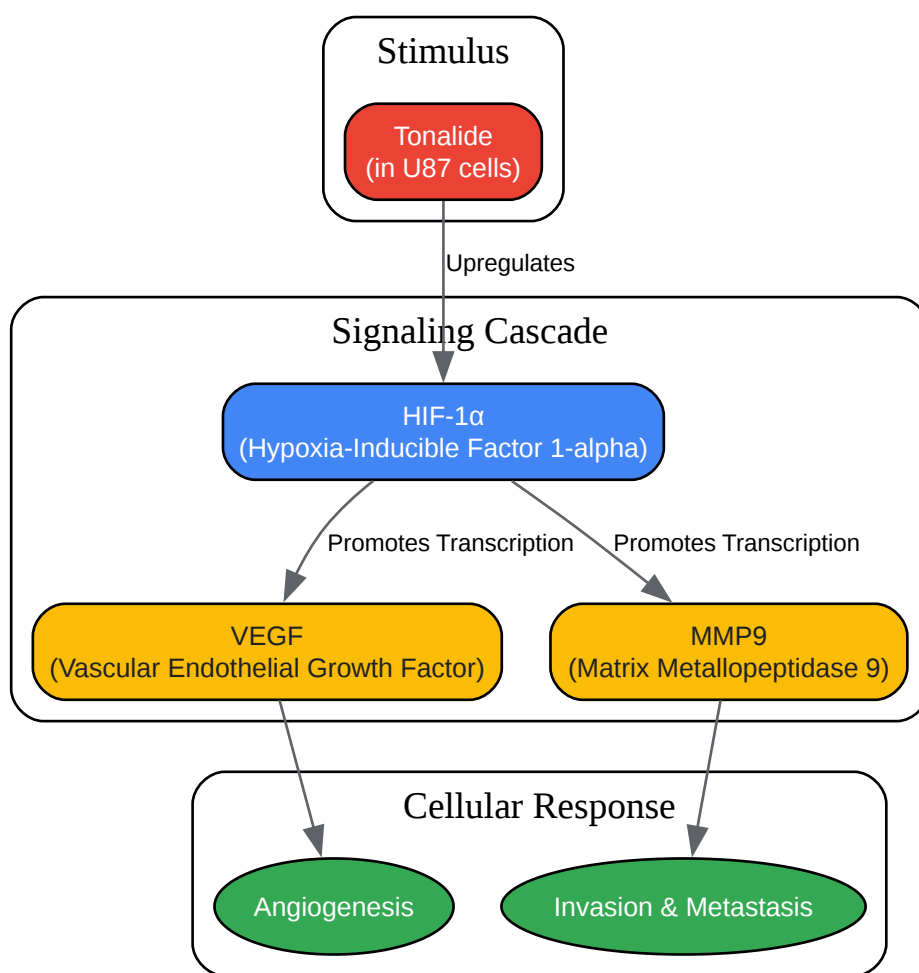 Stimulus
Tonalide
(in U87 cells)
Upregulates
Signaling Cascade
HIF-1α
(Hypoxia-Inducible Factor 1-alpha)
Promotes Transcription
Promotes Transcription
VEGF
(Vascular Endothelial Growth Factor)
MMP9
(Matrix Metallopeptidase 9)
Cellular Response
Angiogenesis
Invasion & Metastasis